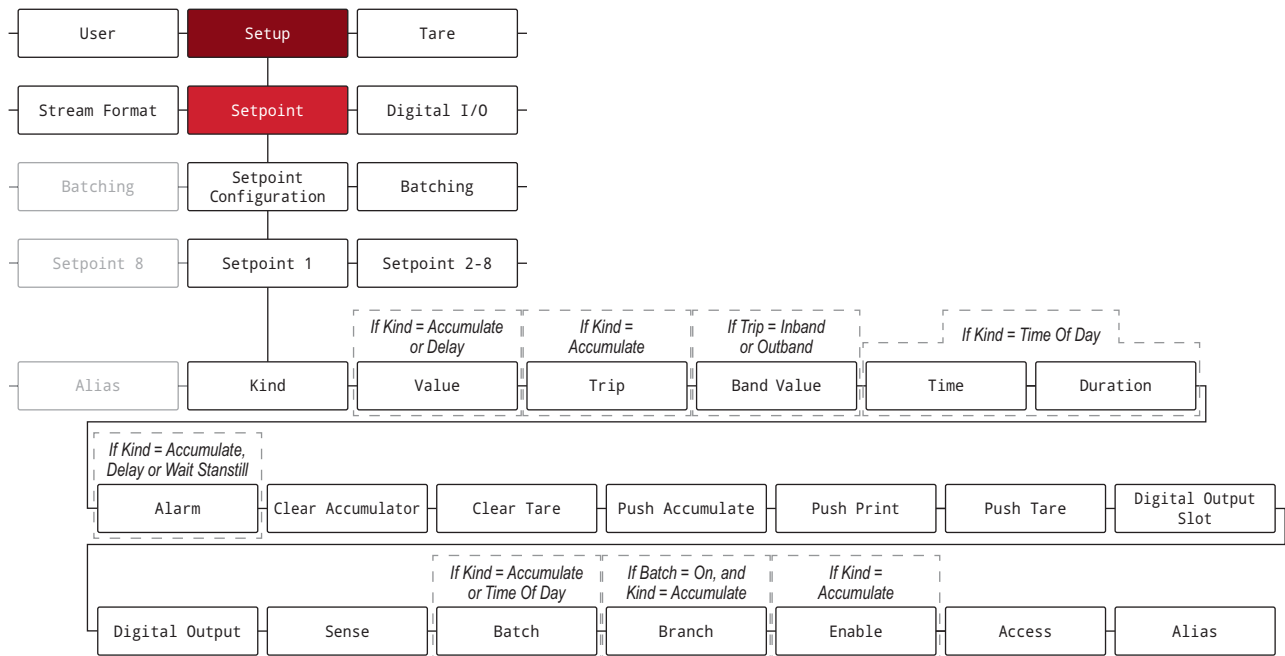 User
Setup
Tare
Stream Format
Setpoint
Digital I/O
Batching
Setpoint
Configuration
Batching
Setpoint 8
Setpoint 1
Setpoint 2-8
If Kind = Accumulate
or Delay
If Kind =
Accumulate
If Trip = Inband
or Outband
If Kind = Time Of Day
Alias
Kind
Value
Trip
Band Value
Time
Duration
If Kind = Accumulate,
Delay or Wait Stanstill
Alarm
Clear Accumulator
Clear Tare
Push Accumulate
Push Print
Push Tare
Digital Output
Slot
If Kind = Accumulate
or Time Of Day
If Batch = On, and
Kind = Accumulate
If Kind =
Accumulate
Digital Output
Sense
Batch
Branch
Enable
Access
Alias